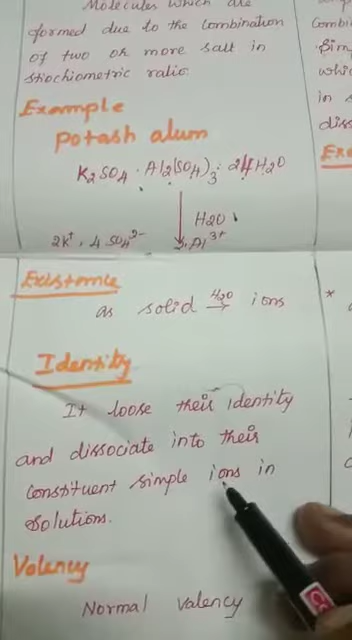 Molecules which are
formed due to the combination
of two or more salt in
stiochiometric ratio.
Example
Potash alum
K2SO4 · Al2(SO4)3 · 24H2O
H2O
2K+, 4 SO4 2-, Al3+
Existence
as solid H2O → ions
Identity
It loose their identity
and dissociate into their
constituent simple ions in
solutions.
Valency
Normal valency